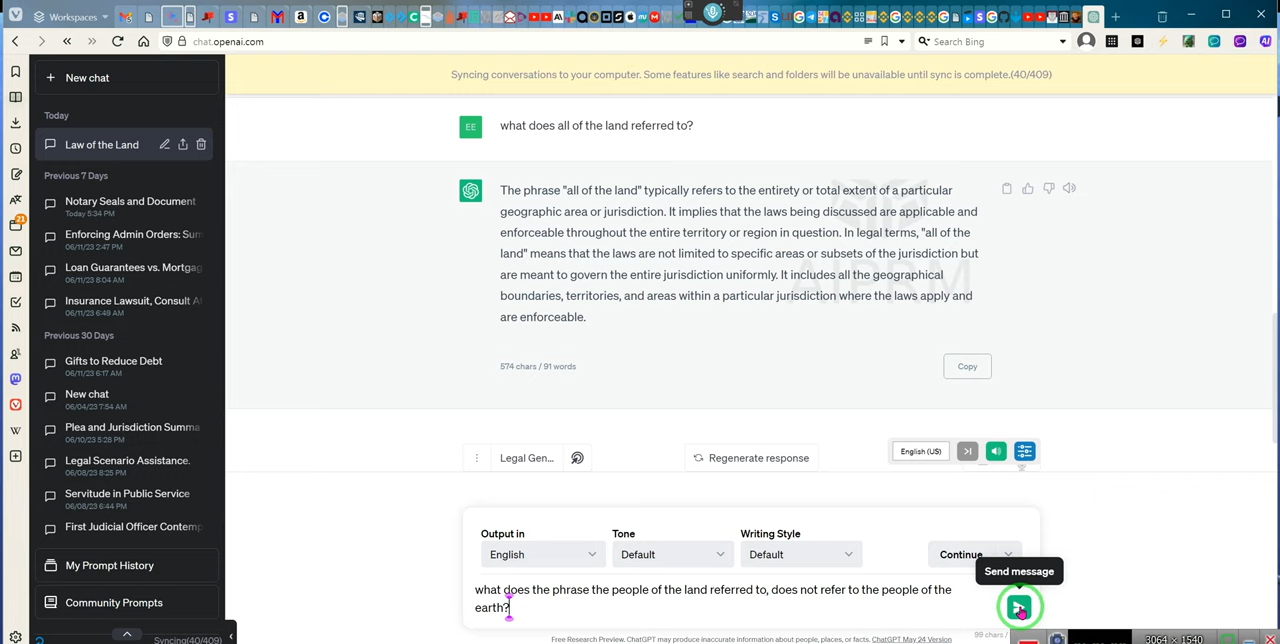 Workspaces
chat.openai.com
Search Bing
New chat
Syncing conversations to your computer. Some features like search and folders will be unavailable until sync is complete.(40/409)
Today
Law of the Land
Previous 7 Days
Notary Seals and Document
Today 5:34 PM
Enforcing Admin Orders: Sum
06/11/23 2:47 PM
Loan Guarantees vs. Mortgag
06/11/23 8:04 AM
Insurance Lawsuit, Consult A
06/11/23 6:49 AM
Previous 30 Days
Gifts to Reduce Debt
06/11/23 6:17 AM
New chat
06/04/23 7:54 AM
Plea and Jurisdiction Summa
06/10/23 5:28 PM
Legal Scenario Assistance.
06/08/23 8:25 PM
Servitude in Public Service
06/08/23 6:44 PM
First Judicial Officer Contemp
My Prompt History
Community Prompts
Syncing(40/409)
21
EE
what does all of the land referred to?
The phrase "all of the land" typically refers to the entirety or total extent of a particular
geographic area or jurisdiction. It implies that the laws being discussed are applicable and
enforceable throughout the entire territory or region in question. In legal terms, "all of the
land" means that the laws are not limited to specific areas or subsets of the jurisdiction but
are meant to govern the entire jurisdiction uniformly. It includes all the geographical
boundaries, territories, and areas within a particular jurisdiction where the laws apply and
are enforceable.
AIPRM
574 chars / 91 words
Copy
Legal Gen...
Regenerate response
English (US)
Output in
Tone
Writing Style
English
Default
Default
Continue
Send message
what does the phrase the people of the land referred to, does not refer to the people of the
earth?
99 chars /
Free Research Preview. ChatGPT may produce inaccurate information about people, places, or facts. ChatGPT May 24 Version
3064 × 1540